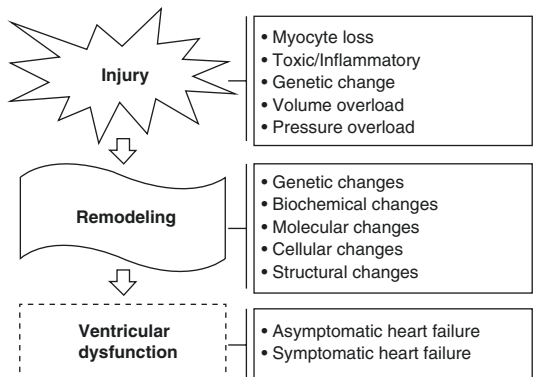 Injury
• Myocyte loss
• Toxic/Inflammatory
• Genetic change
• Volume overload
• Pressure overload
Remodeling
• Genetic changes
• Biochemical changes
• Molecular changes
• Cellular changes
• Structural changes
Ventricular
dysfunction
• Asymptomatic heart failure
• Symptomatic heart failure